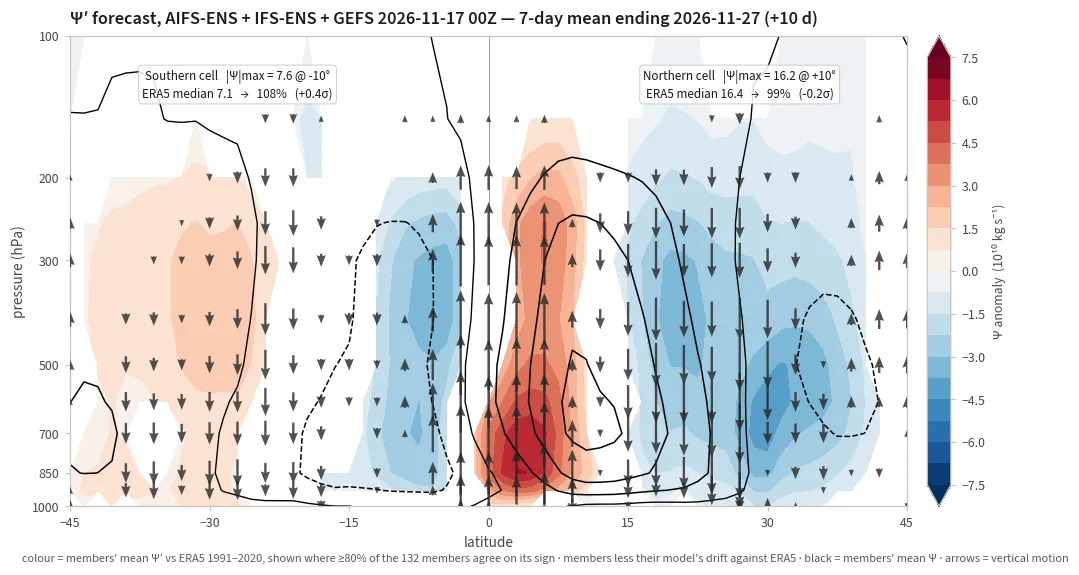 Ψ′ forecast, AIFS-ENS + IFS-ENS + GEFS 2026-11-17 00Z — 7-day mean ending 2026-11-27 (+10 d)
100
200
300
500
700
850
1000
pressure (hPa)
Southern cell |Ψ|max = 7.6 @ -10°
ERA5 median 7.1 → 108% (+0.4σ)
Northern cell |Ψ|max = 16.2 @ +10°
ERA5 median 16.4 → 99% (-0.2σ)
−45
−30
−15
0
15
30
45
latitude
7.5
6.0
4.5
3.0
1.5
0.0
−1.5
−3.0
−4.5
−6.0
−7.5
Ψ anomaly (10¹⁰ kg s⁻¹)
colour = members' mean Ψ′ vs ERA5 1991–2020, shown where ≥80% of the 132 members agree on its sign · members less their model's drift against ERA5 · black = members' mean Ψ · arrows = vertical motion